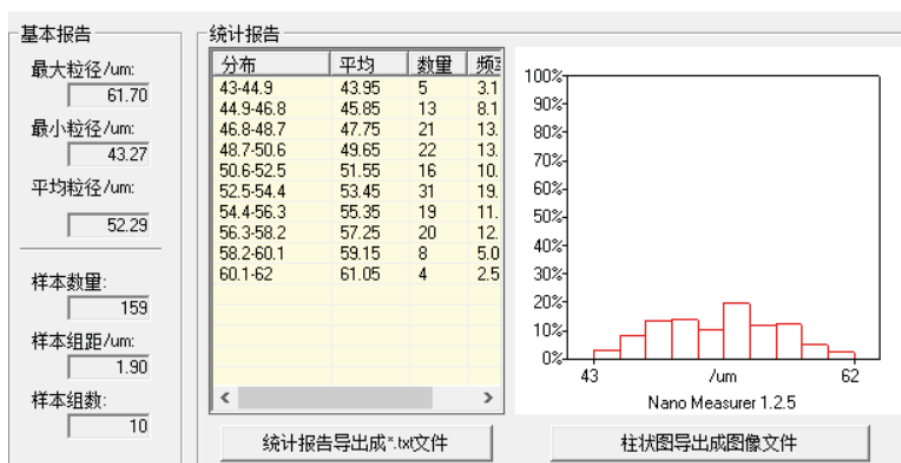 基本报告
最大粒径/um:
61.70
最小粒径/um:
43.27
平均粒径/um:
52.29
样本数量:
159
样本组距/um:
1.90
样本组数:
10
统计报告
分布 平均 数量
43-44.9 43.95 5 3.1
44.9-46.8 45.85 13 8.1
46.8-48.7 47.75 21 13.
48.7-50.6 49.65 22 13.
50.6-52.5 51.55 16 10.
52.5-54.4 53.45 31 19.
54.4-56.3 55.35 19 11.
56.3-58.2 57.25 20 12.
58.2-60.1 59.15 8 5.0
60.1-62 61.05 4 2.5
统计报告导出成*.txt文件
100%
90%
80%
70%
60%
50%
40%
30%
20%
10%
0%
43 /um 62
Nano Measurer 1.2.5
柱状图导出成图像文件